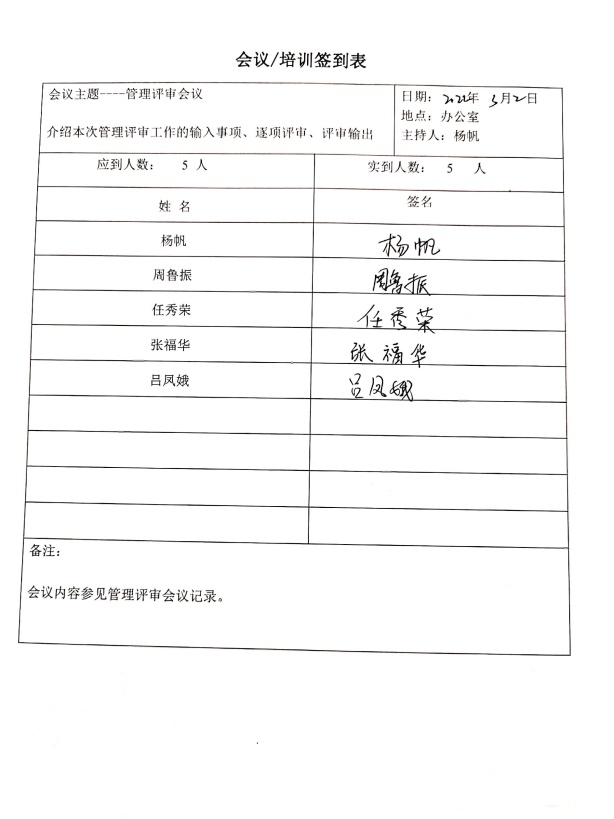 会议/培训签到表
会议主题----管理评审会议
介绍本次管理评审工作的输入事项、逐项评审、评审输出
日期：2022年 3月2日
地点：办公室
主持人：杨帆
应到人数： 5 人
实到人数： 5 人
姓 名
签名
杨帆
杨帆
周鲁振
周鲁振
任秀荣
任秀荣
张福华
张福华
吕凤娥
吕凤娥
备注：
会议内容参见管理评审会议记录。